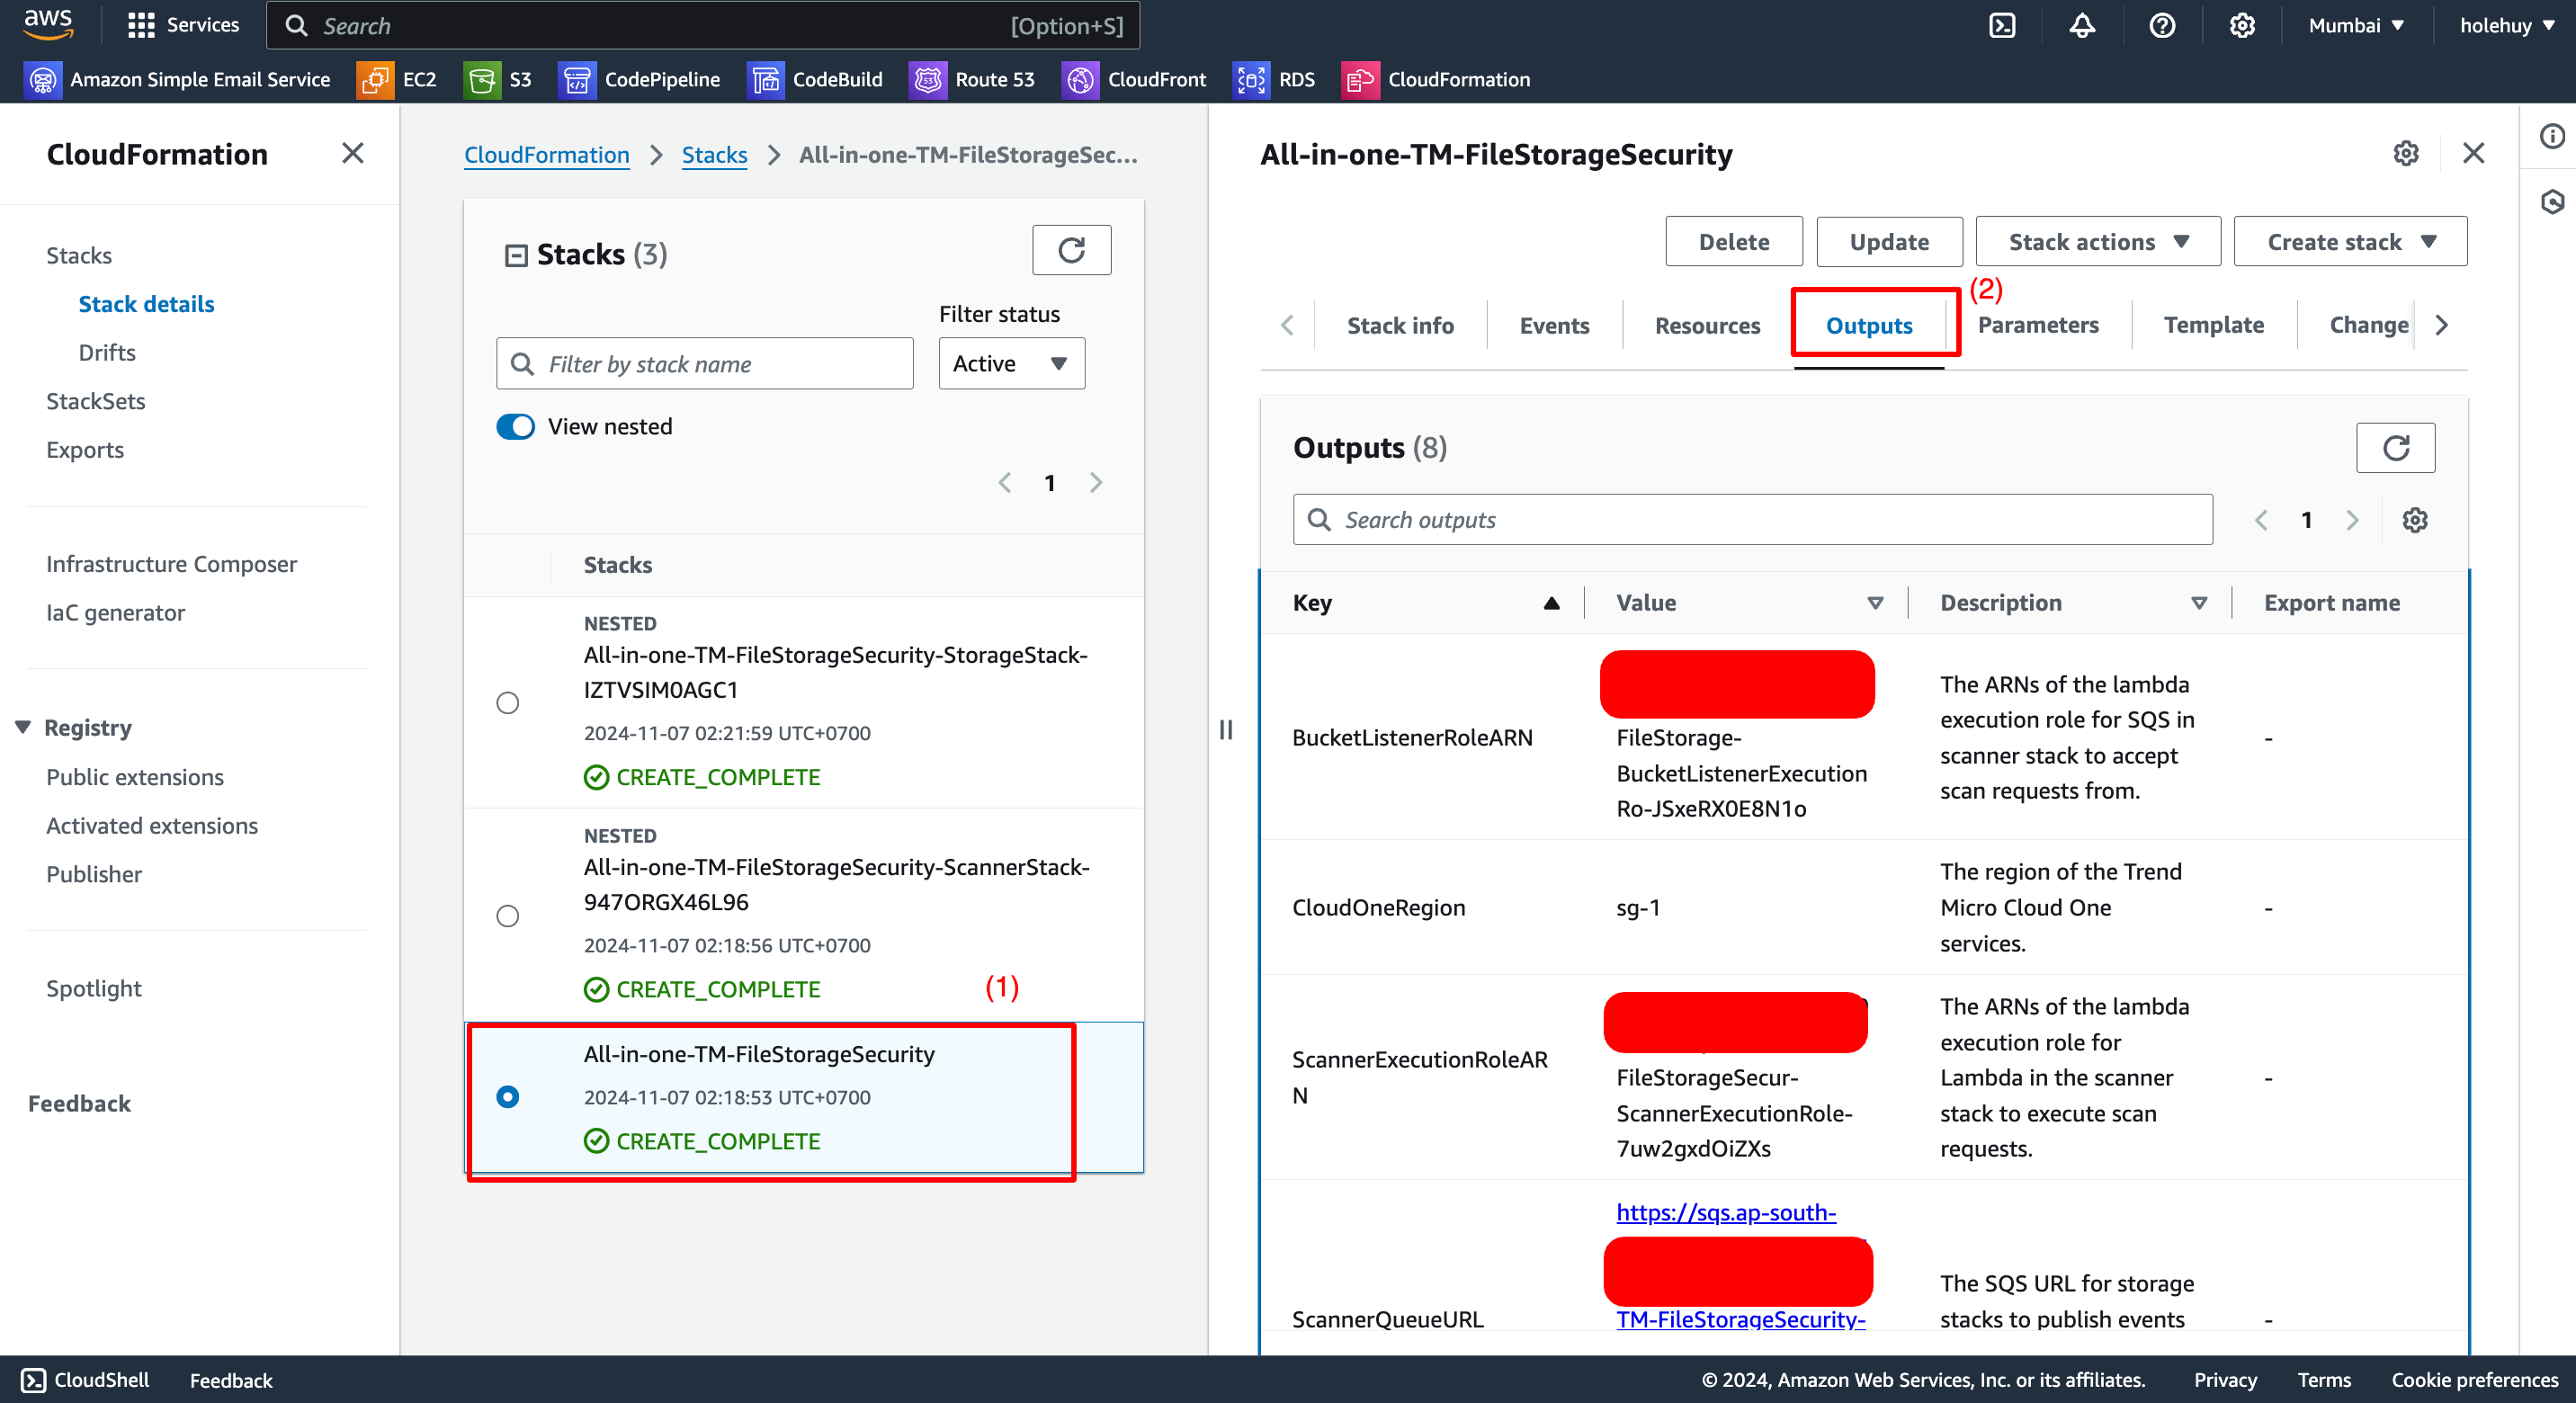 aws
Services
Search
[Option+S]
Mumbai ▼
holehuy ▼
Amazon Simple Email Service
EC2
S3
CodePipeline
CodeBuild
Route 53
CloudFront
RDS
CloudFormation
CloudFormation
Stacks
Stack details
Drifts
StackSets
Exports
Infrastructure Composer
IaC generator
Registry
Public extensions
Activated extensions
Publisher
Spotlight
Feedback
CloudFormation > Stacks > All-in-one-TM-FileStorageSec...
Stacks (3)
Filter status
Filter by stack name
Active
View nested
1
Stacks
NESTED
All-in-one-TM-FileStorageSecurity-StorageStack-
IZTVSIM0AGC1
2024-11-07 02:21:59 UTC+0700
CREATE_COMPLETE
NESTED
All-in-one-TM-FileStorageSecurity-ScannerStack-
947ORGX46L96
2024-11-07 02:18:56 UTC+0700
CREATE_COMPLETE
(1)
All-in-one-TM-FileStorageSecurity
2024-11-07 02:18:53 UTC+0700
CREATE_COMPLETE
All-in-one-TM-FileStorageSecurity
Delete
Update
Stack actions
Create stack
(2)
Stack info
Events
Resources
Outputs
Parameters
Template
Change
Outputs (8)
Search outputs
1
Key
Value
Description
Export name
BucketListenerRoleARN
FileStorage-
BucketListenerExecution
Ro-JSxeRX0E8N1o
The ARNs of the lambda
execution role for SQS in
scanner stack to accept
scan requests from.
-
CloudOneRegion
sg-1
The region of the Trend
Micro Cloud One
services.
-
ScannerExecutionRoleAR
N
FileStorageSecur-
ScannerExecutionRole-
7uw2gxdOiZXs
The ARNs of the lambda
execution role for
Lambda in the scanner
stack to execute scan
requests.
-
ScannerQueueURL
https://sqs.ap-south-
TM-FileStorageSecurity-
The SQS URL for storage
stacks to publish events
-
CloudShell
Feedback
© 2024, Amazon Web Services, Inc. or its affiliates.
Privacy
Terms
Cookie preferences